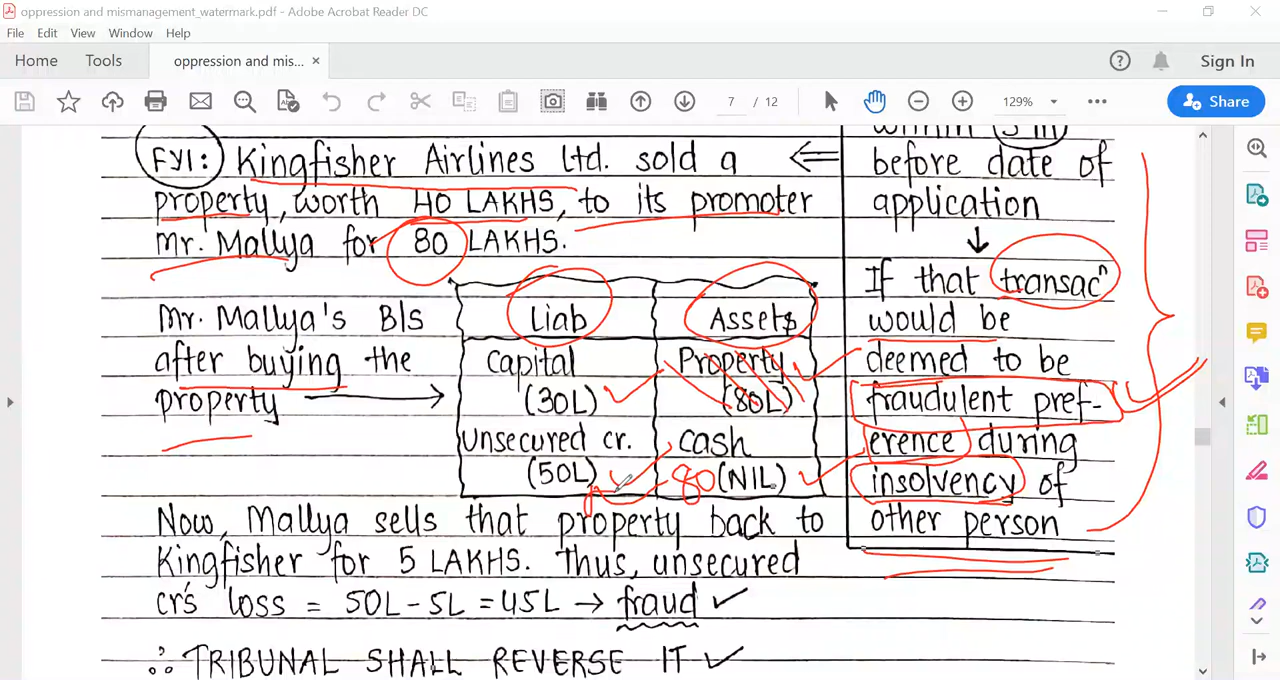 oppression and mismanagement_watermark.pdf - Adobe Acrobat Reader DC
File Edit View Window Help
Home Tools oppression and mis... × Sign In
7 / 12 129% Share
FYI: Kingfisher Airlines Ltd. sold a
property, worth 40 LAKHS, to its promoter
mr. Mallya for 80 LAKHS.
Mr. Mallya's B/s
after buying the
property
Liab Assets
Capital Property
(30L) (80L)
Unsecured cr. cash
(50L) 80 (NIL)
Now, Mallya sells that property back to
Kingfisher for 5 LAKHS. Thus, unsecured
cr's loss = 50L - 5L = 45L → fraud ✓
∴ TRIBUNAL SHALL REVERSE IT ✓
within (3 m)
before date of
application
↓
If that transacⁿ
would be
deemed to be
fraudulent pref-
erence during
insolvency of
other person